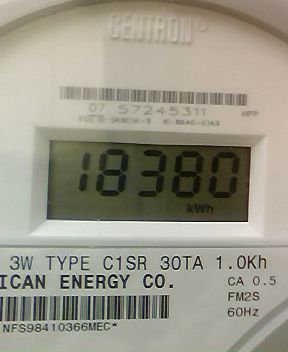 CENTRON®
07 57245311 HPP
18380
kWh
3W TYPE C1SR 30TA 1.0Kh
ICAN ENERGY CO. CA 0.5
FM2S
60Hz
NFS98410366MEC*